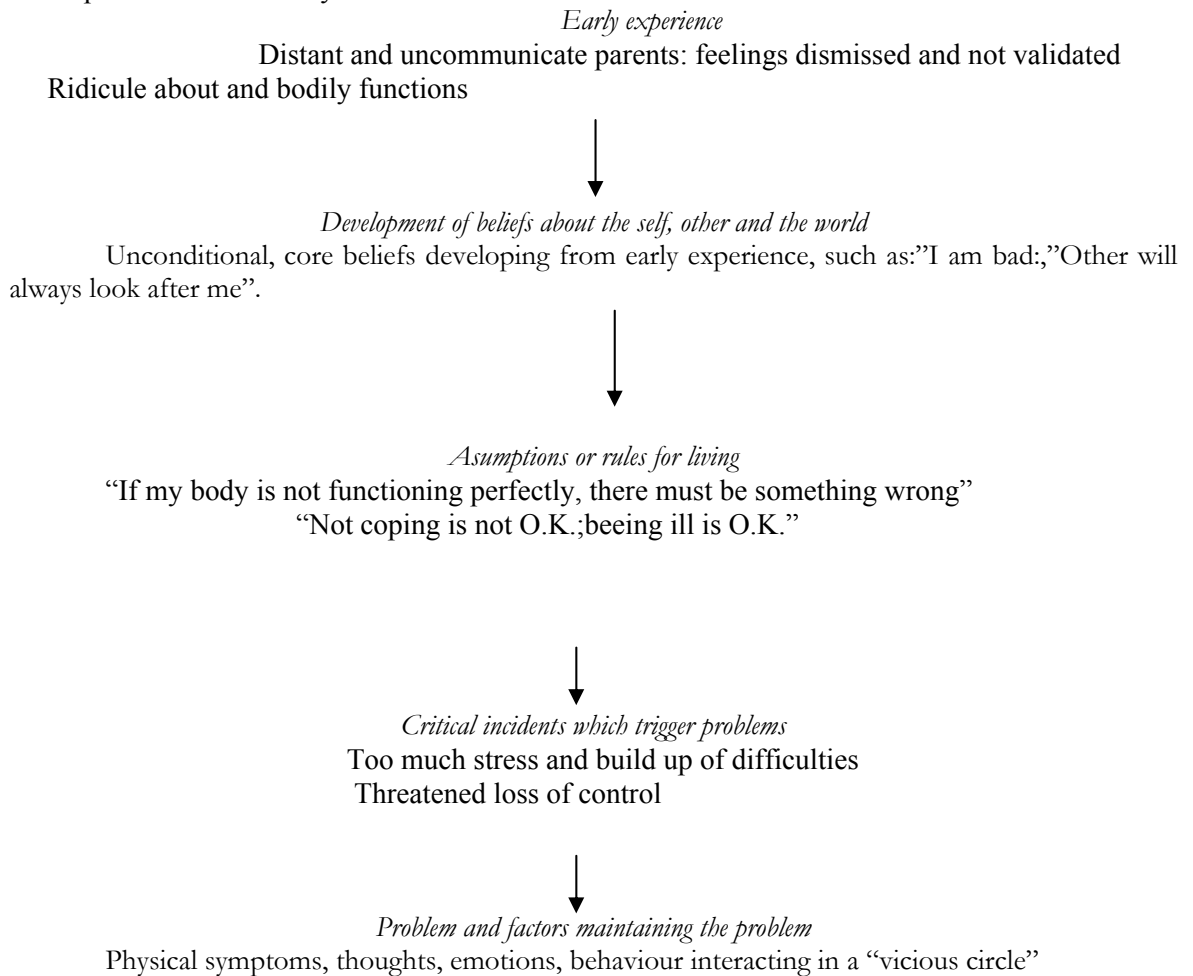 Early experience
Distant and uncommunicate parents: feelings dismissed and not validated
Ridicule about and bodily functions
Development of beliefs about the self, other and the world
Unconditional, core beliefs developing from early experience, such as:”I am bad:,”Other will
always look after me”.
Asumptions or rules for living
“If my body is not functioning perfectly, there must be something wrong”
“Not coping is not O.K.;beeing ill is O.K.”
Critical incidents which trigger problems
Too much stress and build up of difficulties
Threatened loss of control
Problem and factors maintaining the problem
Physical symptoms, thoughts, emotions, behaviour interacting in a “vicious circle”